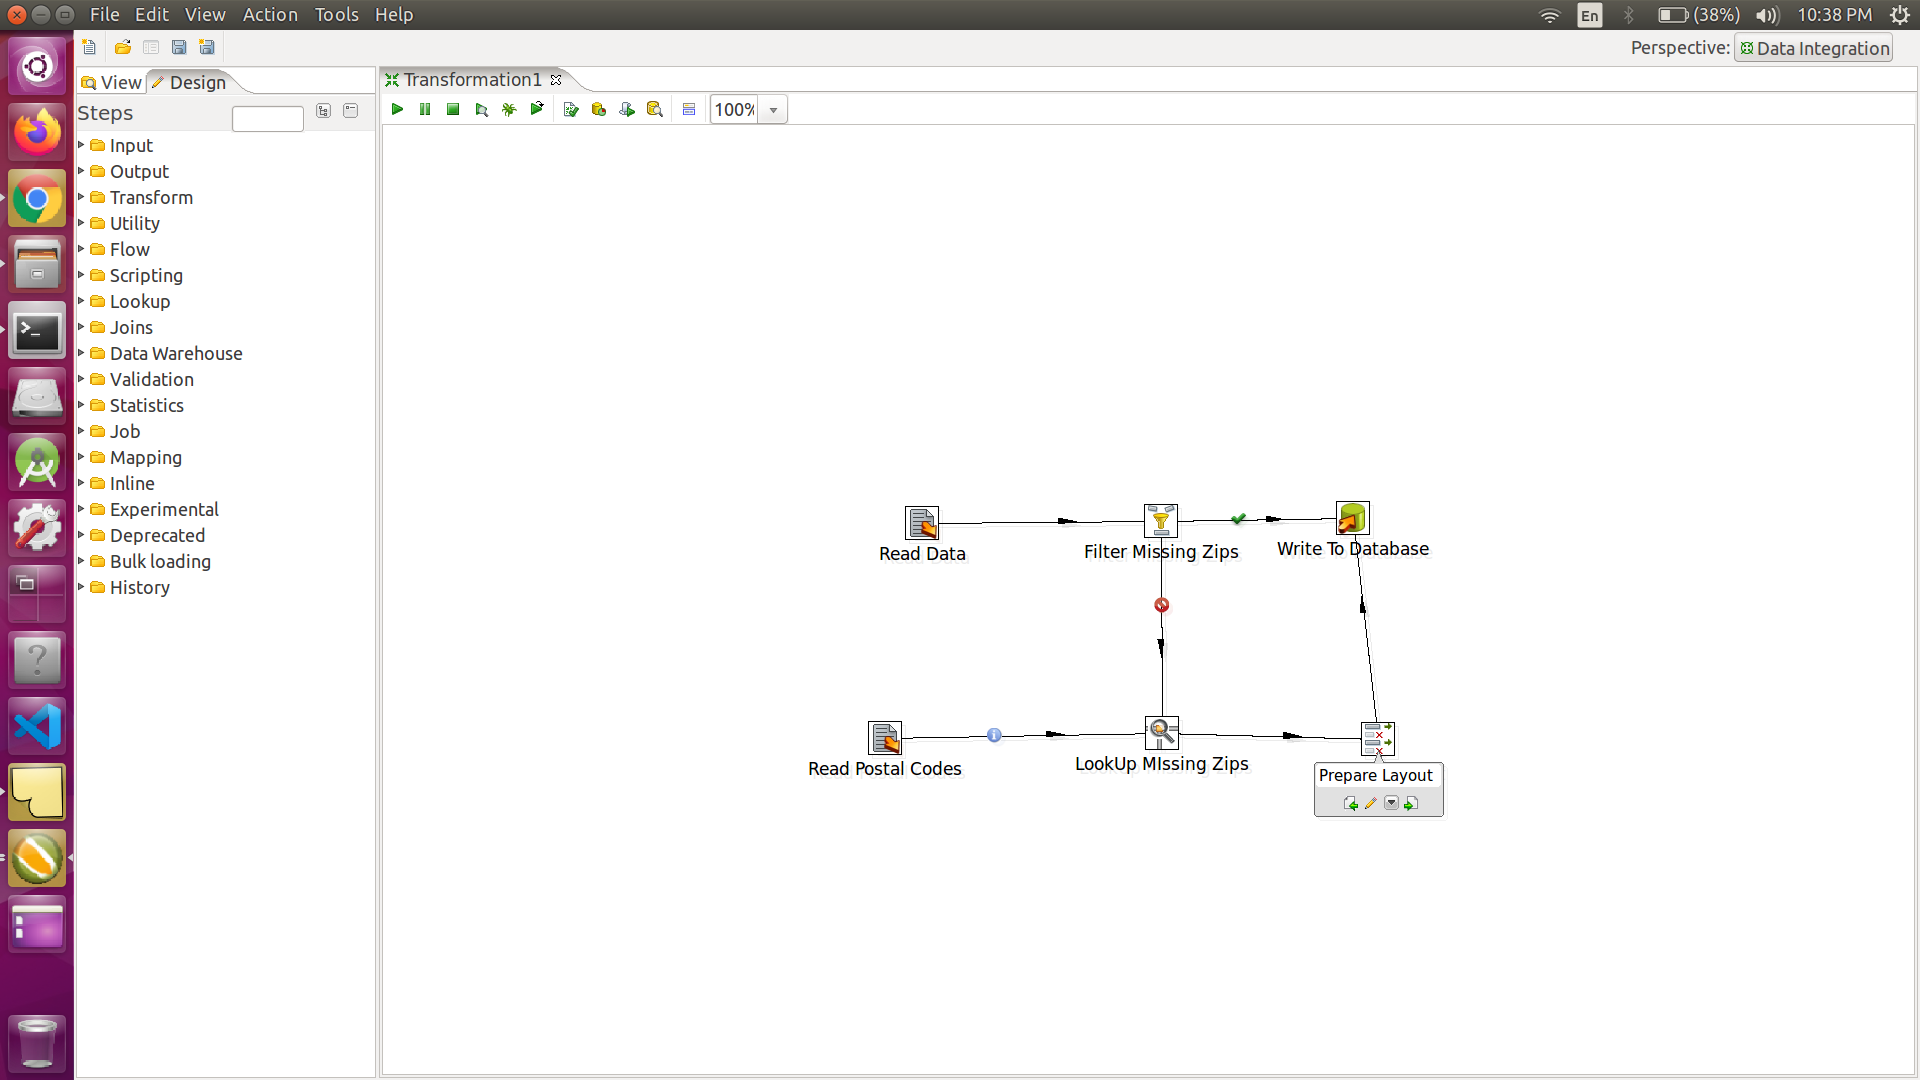 File Edit View Action Tools Help
En (38%) 10:38 PM
Perspective: Data Integration
View Design
Transformation1
Steps
100%
Input
Output
Transform
Utility
Flow
Scripting
Lookup
Joins
Data Warehouse
Validation
Statistics
Job
Mapping
Inline
Experimental
Deprecated
Bulk loading
History
Read Data
Filter Missing Zips
Write To Database
Read Postal Codes
LookUp MIssing Zips
Prepare Layout